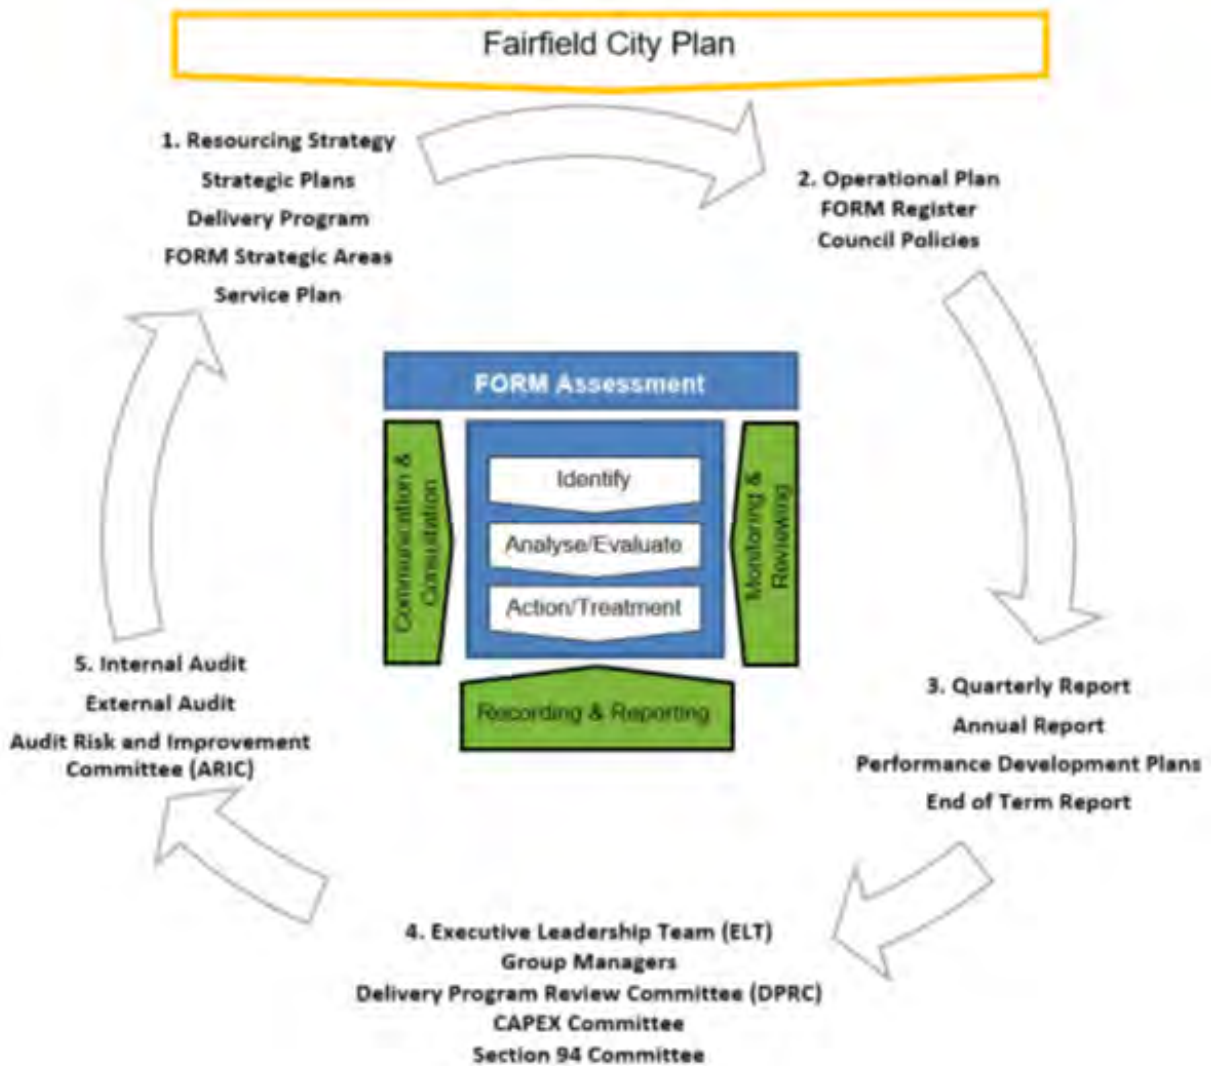 Fairfield City Plan
1. Resourcing Strategy
Strategic Plans
Delivery Program
FORM Strategic Areas
Service Plan
2. Operational Plan
FORM Register
Council Policies
FORM Assessment
Communication &
Consultation
Identify
Analyse/Evaluate
Action/Treatment
Monitoring &
Reviewing
Recording & Reporting
3. Quarterly Report
Annual Report
Performance Development Plans
End of Term Report
4. Executive Leadership Team (ELT)
Group Managers
Delivery Program Review Committee (DPRC)
CAPEX Committee
Section 94 Committee
5. Internal Audit
External Audit
Audit Risk and Improvement
Committee (ARIC)